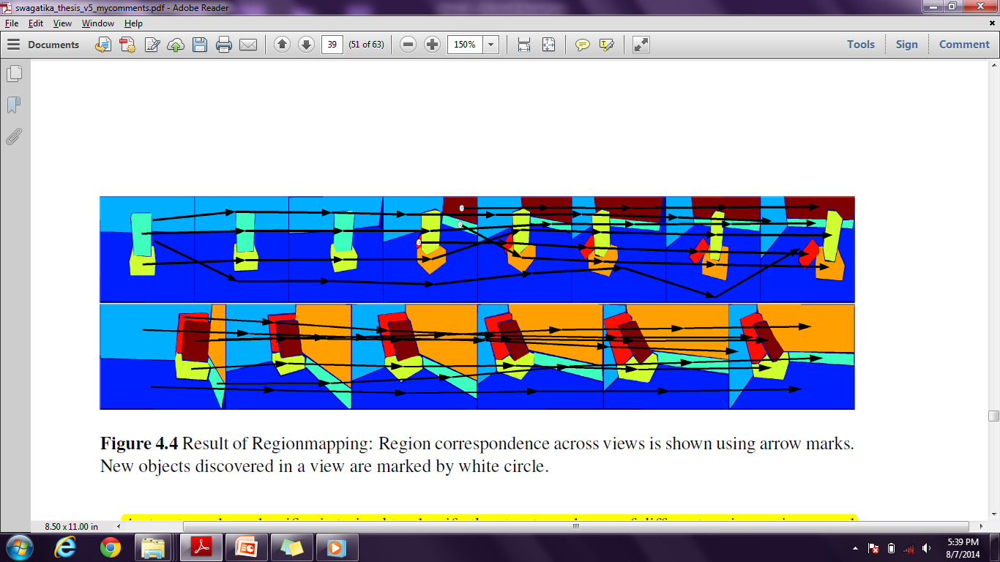 swagatika_thesis_v5_mycomments.pdf - Adobe Reader
File Edit View Window Help
Documents 39 (51 of 63) 150% Tools Sign Comment
Figure 4.4 Result of Regionmapping: Region correspondence across views is shown using arrow marks.
New objects discovered in a view are marked by white circle.
8.50 x 11.00 in
5:39 PM
8/7/2014